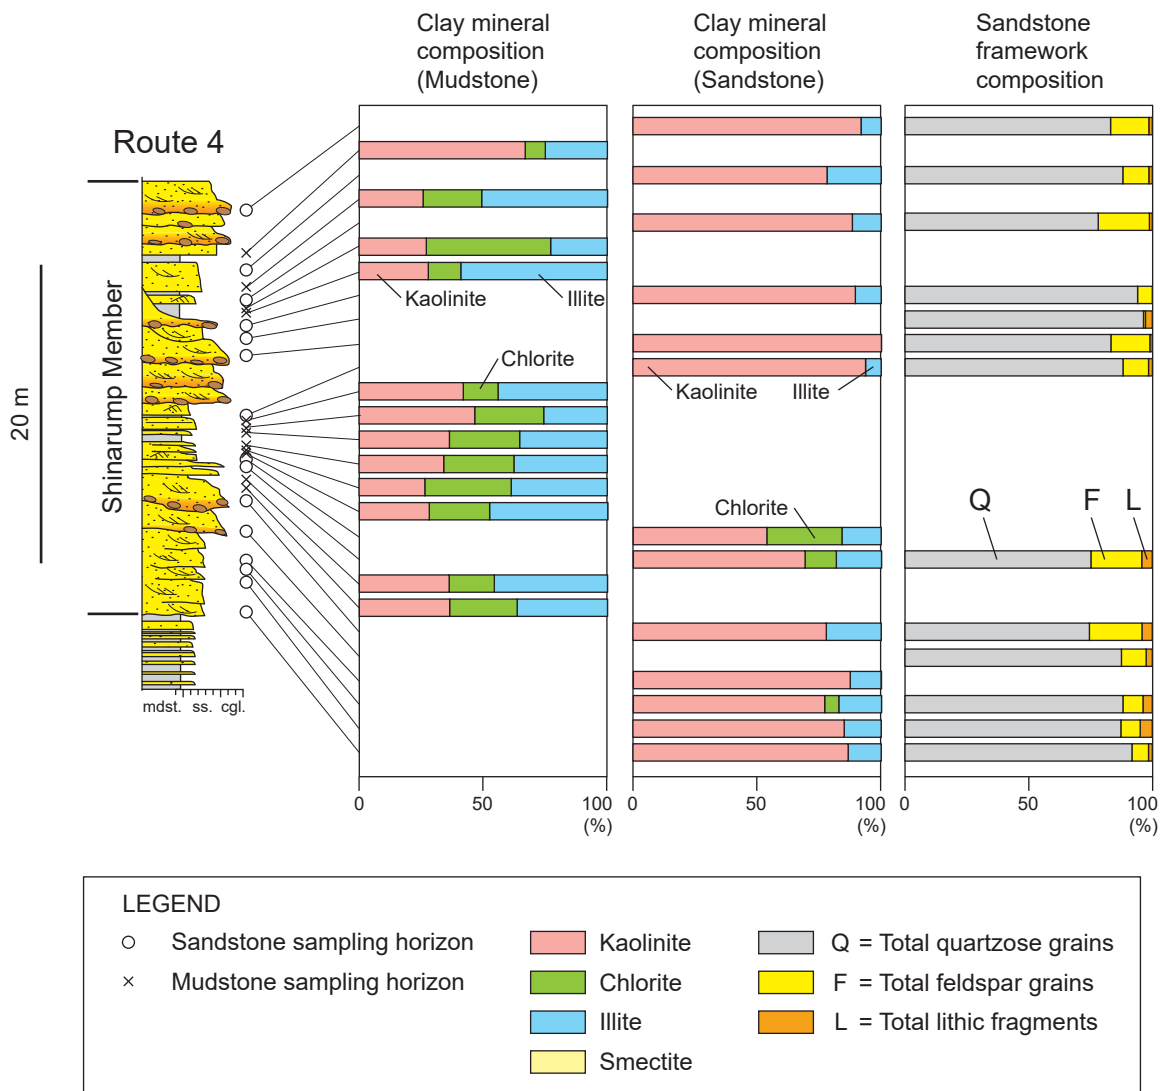 Clay mineral
composition
(Mudstone)
Clay mineral
composition
(Sandstone)
Sandstone
framework
composition
Route 4
Shinarump Member
20 m
mdst. ss. cgl.
Kaolinite
Illite
Chlorite
Kaolinite
Illite
Chlorite
Q F L
0 50 100
(%)
0 50 100
(%)
0 50 100
(%)
LEGEND
Sandstone sampling horizon
Mudstone sampling horizon
Kaolinite
Chlorite
Illite
Smectite
Q = Total quartzose grains
F = Total feldspar grains
L = Total lithic fragments